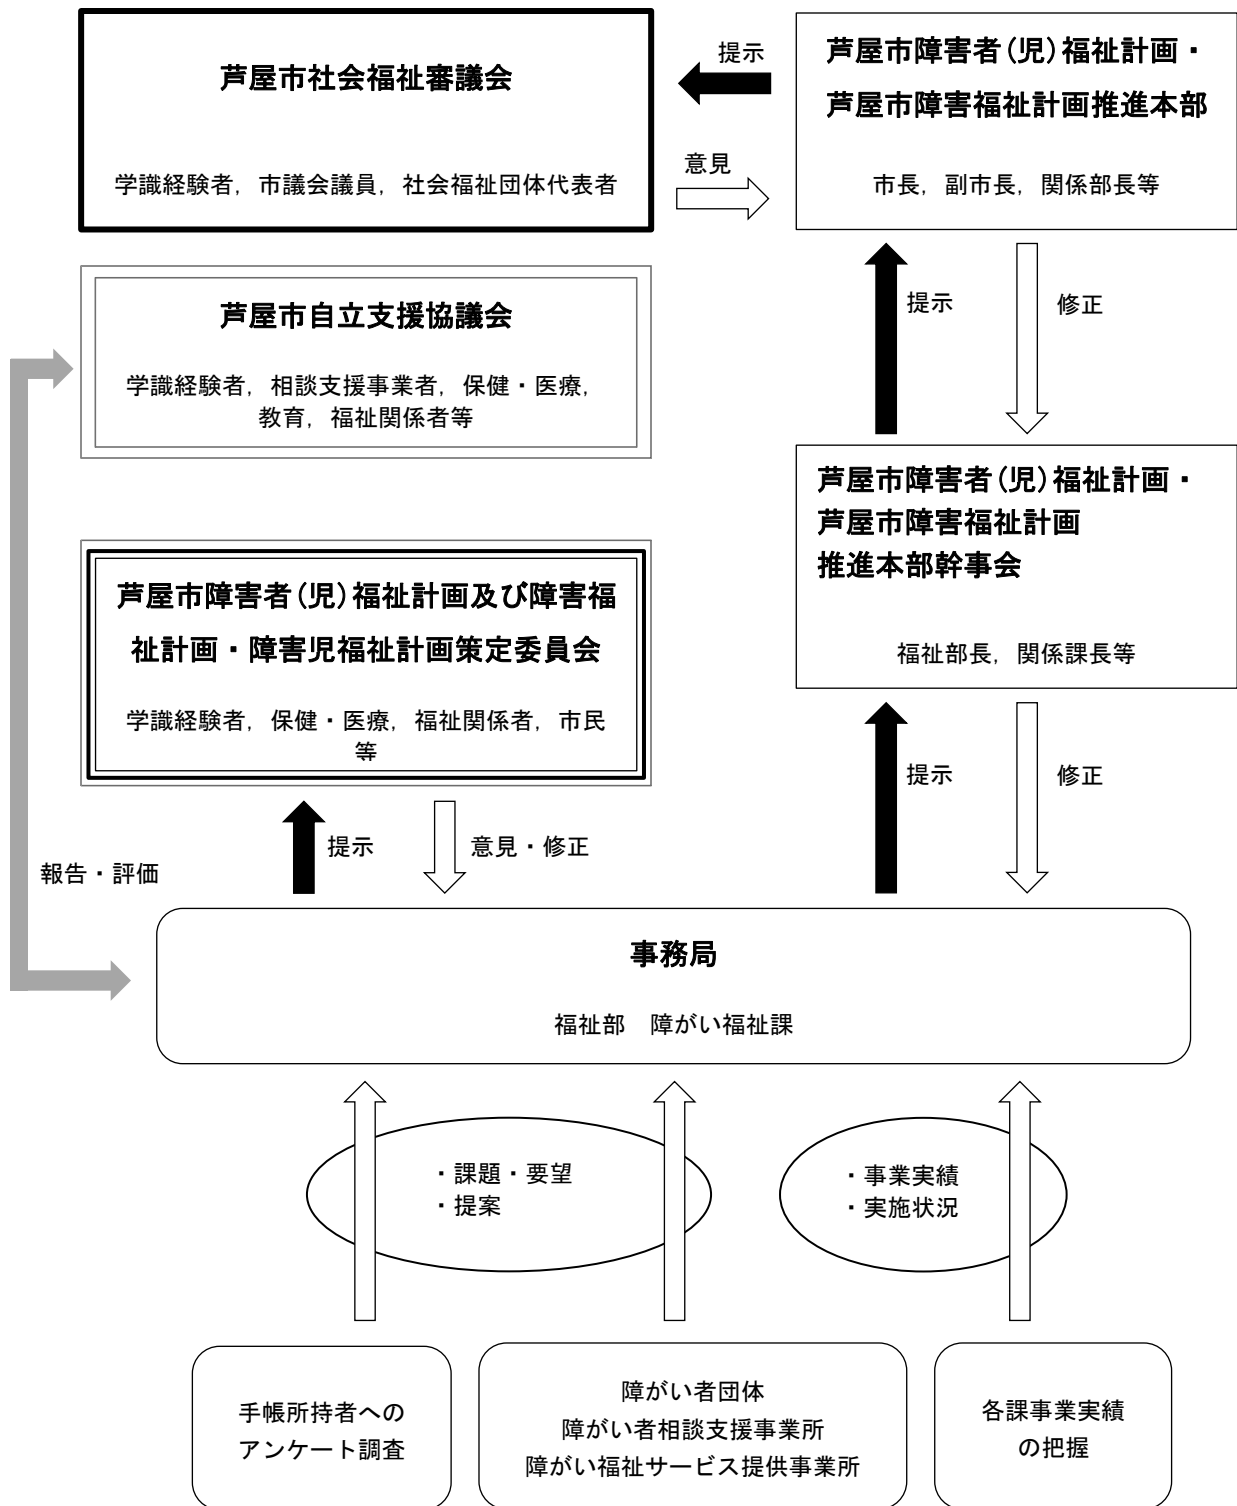 芦屋市社会福祉審議会
学識経験者，市議会議員，社会福祉団体代表者
提示
意見
芦屋市障害者(児)福祉計画・
芦屋市障害福祉計画推進本部
市長，副市長，関係部長等
芦屋市自立支援協議会
学識経験者，相談支援事業者，保健・医療，
教育，福祉関係者等
提示
修正
芦屋市障害者(児)福祉計画・
芦屋市障害福祉計画
推進本部幹事会
福祉部長，関係課長等
芦屋市障害者(児)福祉計画及び障害福
祉計画・障害児福祉計画策定委員会
学識経験者，保健・医療，福祉関係者，市民
等
提示
意見・修正
提示
修正
報告・評価
事務局
福祉部　障がい福祉課
・課題・要望
・提案
・事業実績
・実施状況
手帳所持者への
アンケート調査
障がい者団体
障がい者相談支援事業所
障がい福祉サービス提供事業所
各課事業実績
の把握